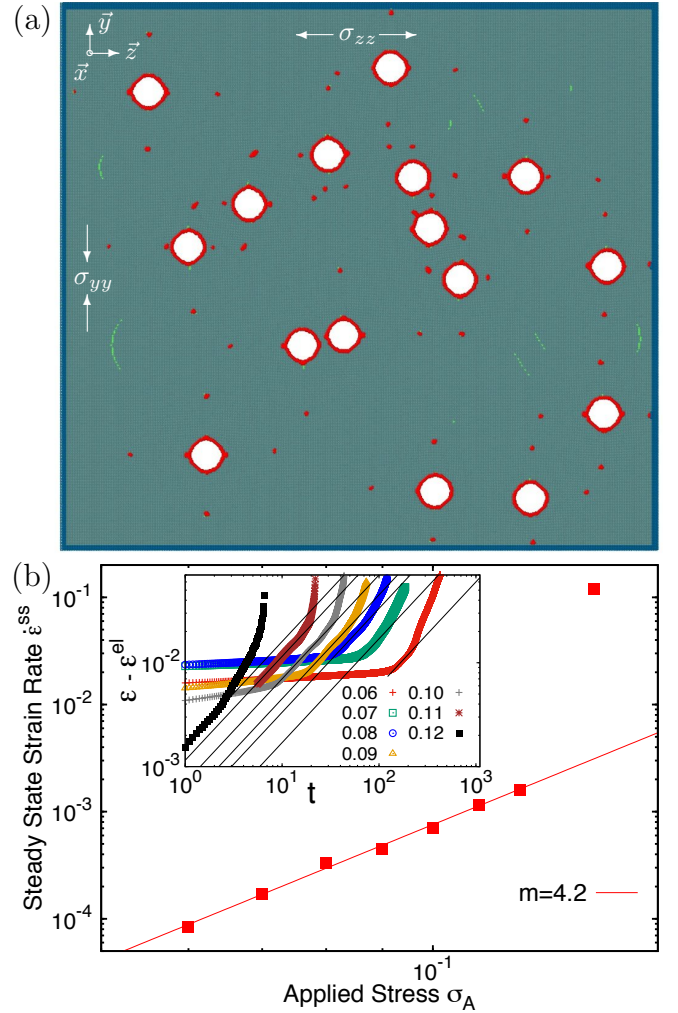 (a)
y⃗
z⃗
x⃗
σzz
σyy
(b)
Steady State Strain Rate ε̇ˢˢ
10⁻¹
10⁻²
10⁻³
10⁻⁴
ε - εᵉˡ
10⁻²
10⁻³
0.06 0.10
0.07 0.11
0.08 0.12
0.09
10⁰ 10¹ 10² 10³
t
m=4.2
10⁻¹
Applied Stress σA